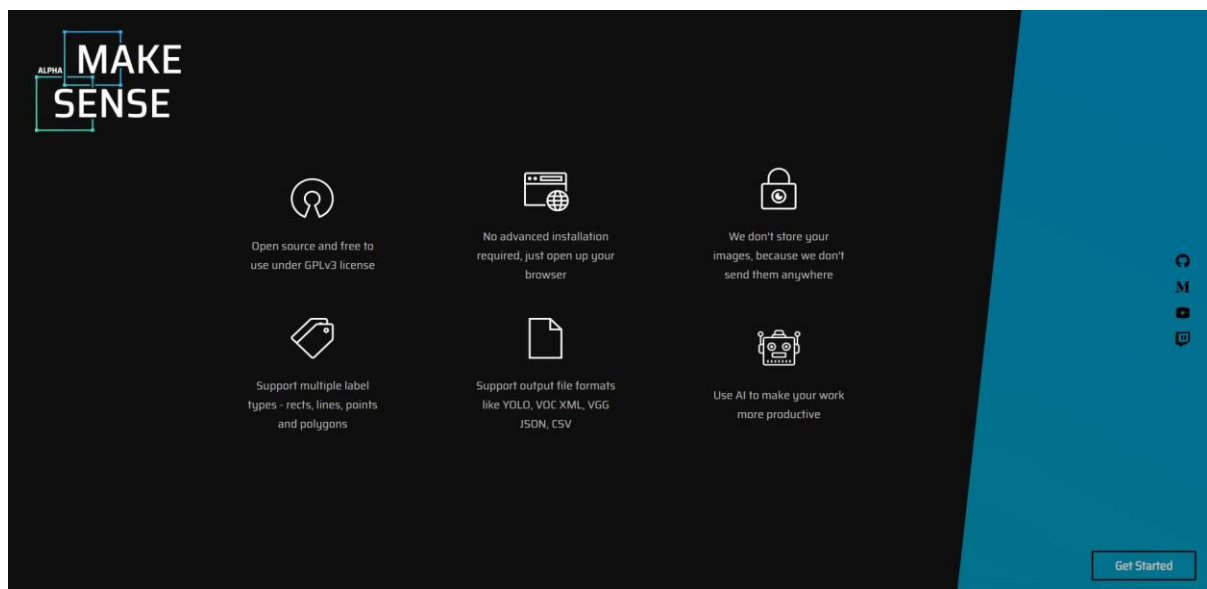 ALPHA
MAKE
SENSE
Open source and free to
use under GPLv3 license
No advanced installation
required, just open up your
browser
We don't store your
images, because we don't
send them anywhere
Support multiple label
types - rects, lines, points
and polygons
Support output file formats
like YOLO, VOC XML, VGG
JSON, CSV
Use AI to make your work
more productive
M
Get Started